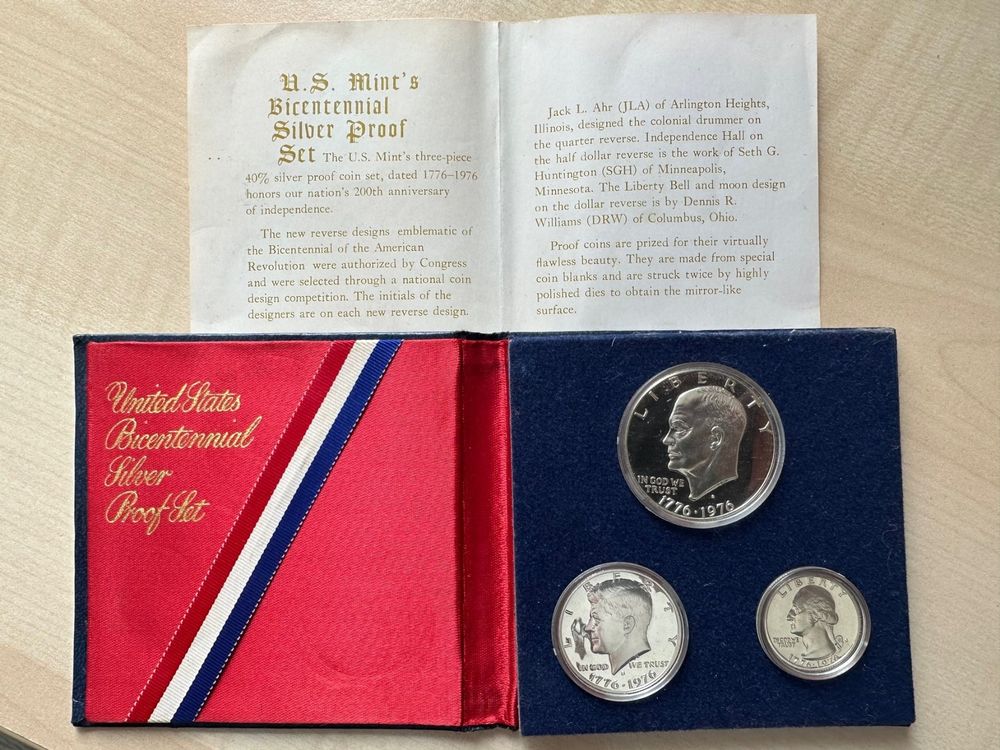 U.S. Mint's
Bicentennial
Silver Proof
Set The U.S. Mint's three-piece
40% silver proof coin set, dated 1776–1976
honors our nation's 200th anniversary
of independence.
The new reverse designs emblematic of
the Bicentennial of the American
Revolution were authorized by Congress
and were selected through a national coin
design competition. The initials of the
designers are on each new reverse design.
Jack L. Ahr (JLA) of Arlington Heights,
Illinois, designed the colonial drummer on
the quarter reverse. Independence Hall on
the half dollar reverse is the work of Seth G.
Huntington (SGH) of Minneapolis,
Minnesota. The Liberty Bell and moon design
on the dollar reverse is by Dennis R.
Williams (DRW) of Columbus, Ohio.
Proof coins are prized for their virtually
flawless beauty. They are made from special
coin blanks and are struck twice by highly
polished dies to obtain the mirror-like
surface.
United States
Bicentennial
Silver
Proof Set
LIBERTY
IN GOD WE
TRUST
S
1776·1976
LIBERTY
IN GOD WE TRUST
1776·1976
LIBERTY
IN GOD WE
TRUST
1776-1976